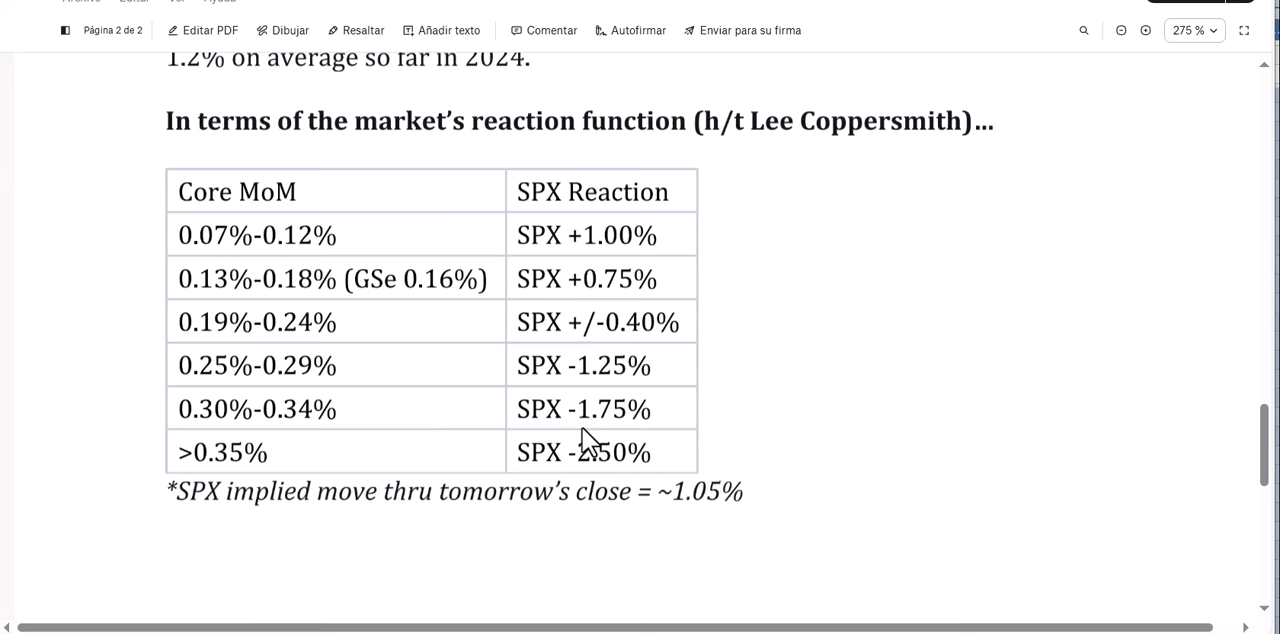 Página 2 de 2
Editar PDF
Dibujar
Resaltar
Añadir texto
Comentar
Autofirmar
Enviar para su firma
275 %
1.2% on average so far in 2024.
In terms of the market’s reaction function (h/t Lee Coppersmith)…
Core MoM SPX Reaction
0.07%-0.12% SPX +1.00%
0.13%-0.18% (GSe 0.16%) SPX +0.75%
0.19%-0.24% SPX +/-0.40%
0.25%-0.29% SPX -1.25%
0.30%-0.34% SPX -1.75%
>0.35% SPX -2.50%
*SPX implied move thru tomorrow’s close = ~1.05%